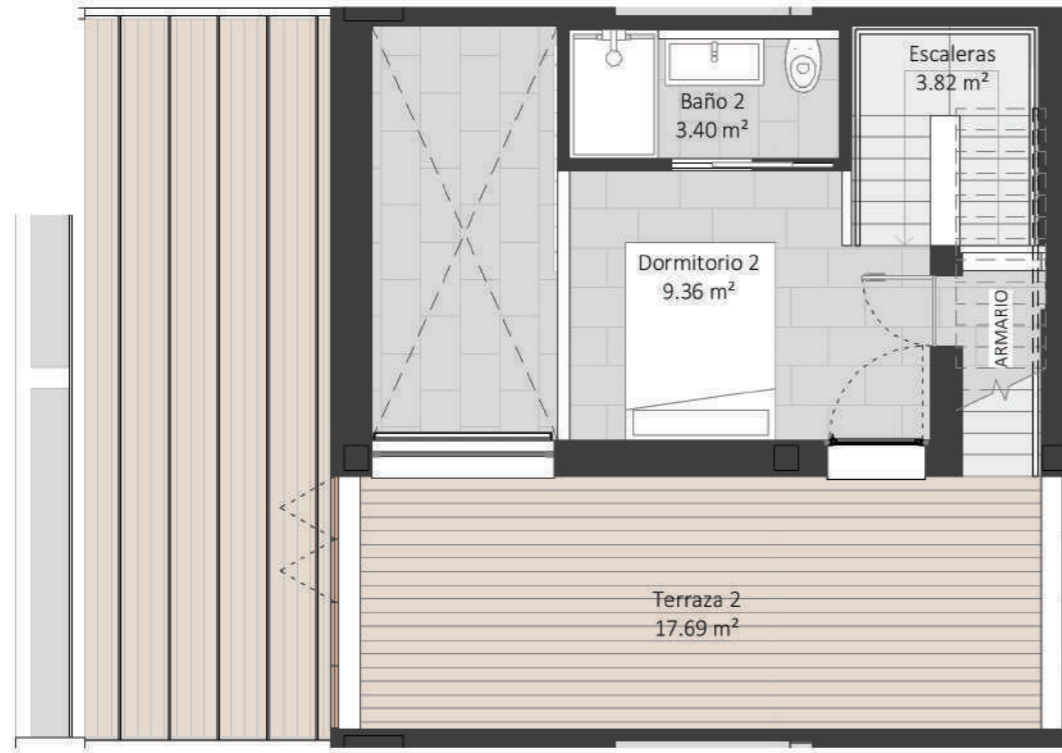 Escaleras
3.82 m²
Baño 2
3.40 m²
Dormitorio 2
9.36 m²
ARMARIO
Terraza 2
17.69 m²